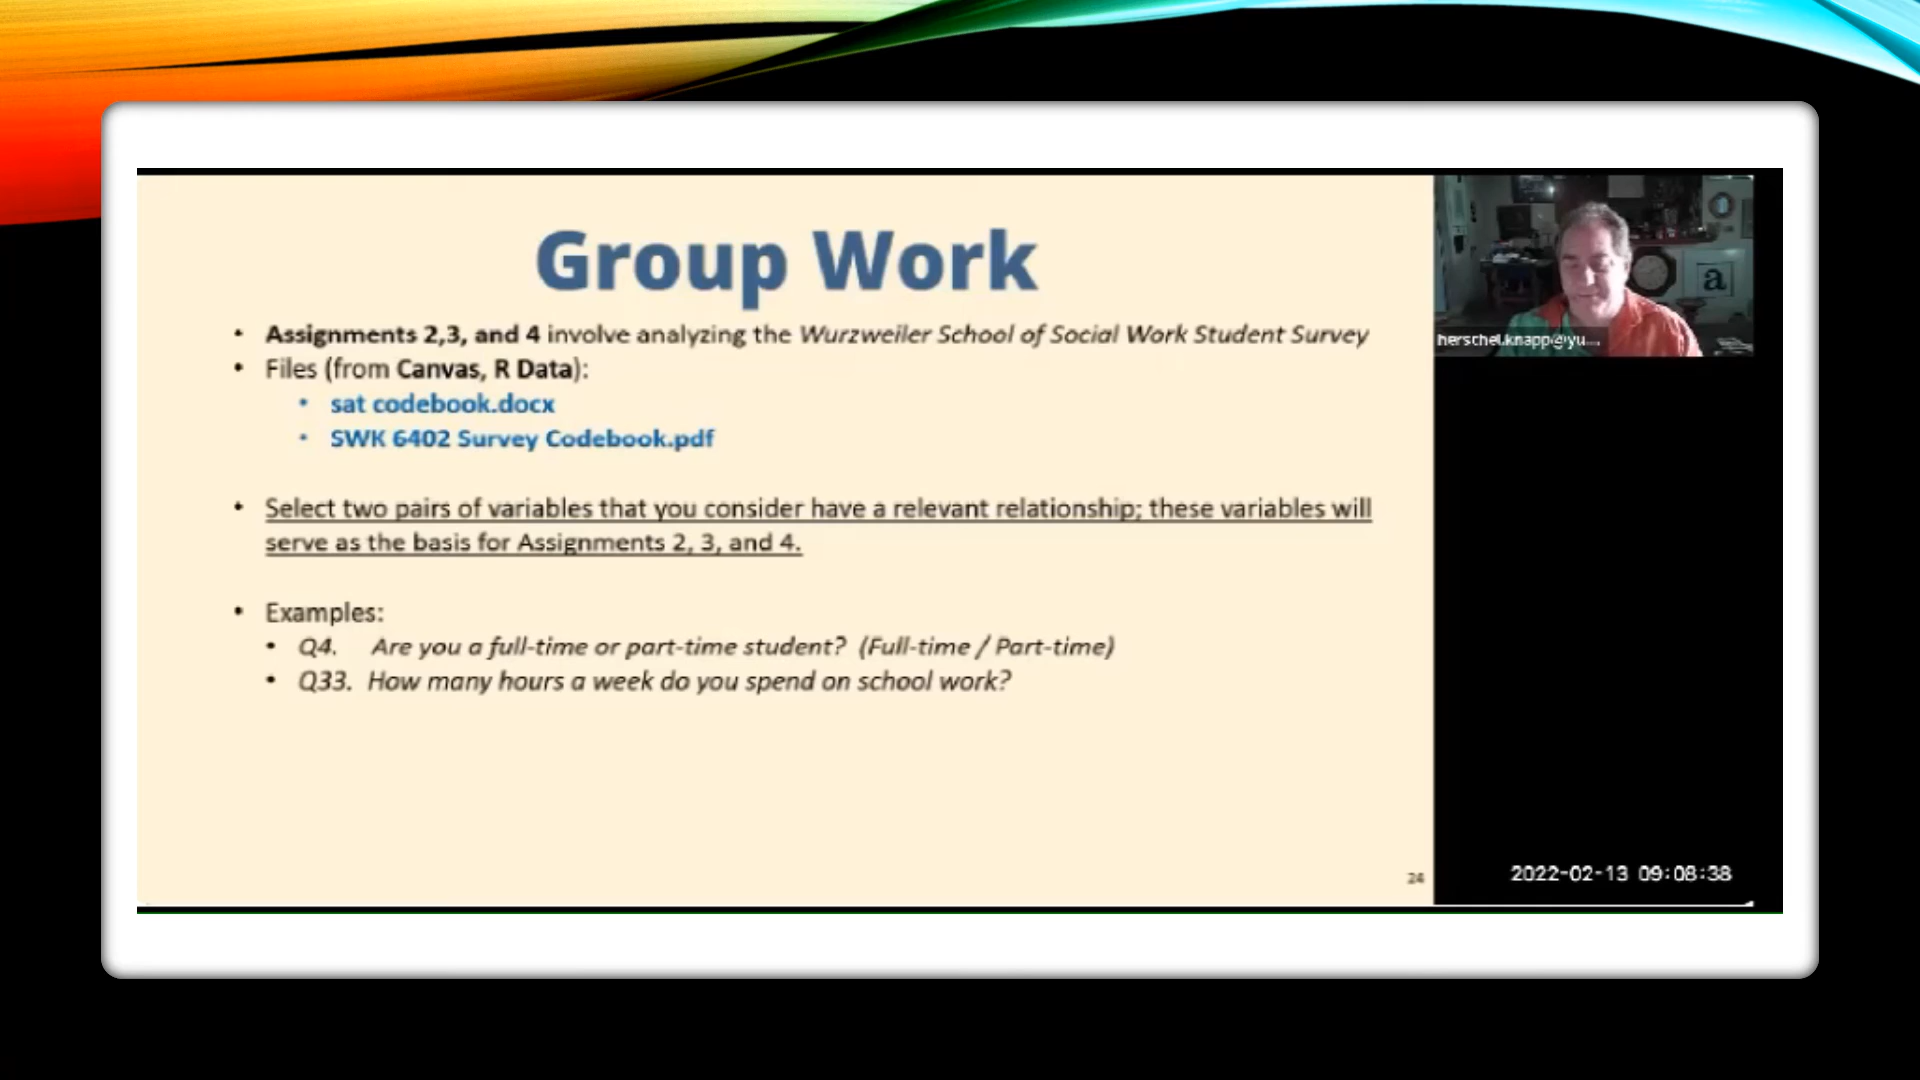 Group Work
• Assignments 2,3, and 4 involve analyzing the Wurzweiler School of Social Work Student Survey
• Files (from Canvas, R Data):
• sat codebook.docx
• SWK 6402 Survey Codebook.pdf
• Select two pairs of variables that you consider have a relevant relationship; these variables will
serve as the basis for Assignments 2, 3, and 4.
• Examples:
• Q4. Are you a full-time or part-time student? (Full-time / Part-time)
• Q33. How many hours a week do you spend on school work?
24
a
herschel.knapp@yu...
2022-02-13 09:08:38